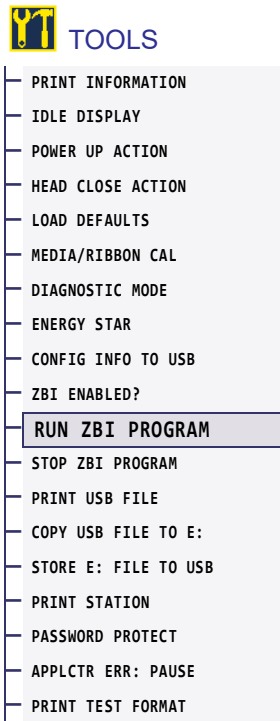 TOOLS
PRINT INFORMATION
IDLE DISPLAY
POWER UP ACTION
HEAD CLOSE ACTION
LOAD DEFAULTS
MEDIA/RIBBON CAL
DIAGNOSTIC MODE
ENERGY STAR
CONFIG INFO TO USB
ZBI ENABLED?
RUN ZBI PROGRAM
STOP ZBI PROGRAM
PRINT USB FILE
COPY USB FILE TO E:
STORE E: FILE TO USB
PRINT STATION
PASSWORD PROTECT
APPLCTR ERR: PAUSE
PRINT TEST FORMAT